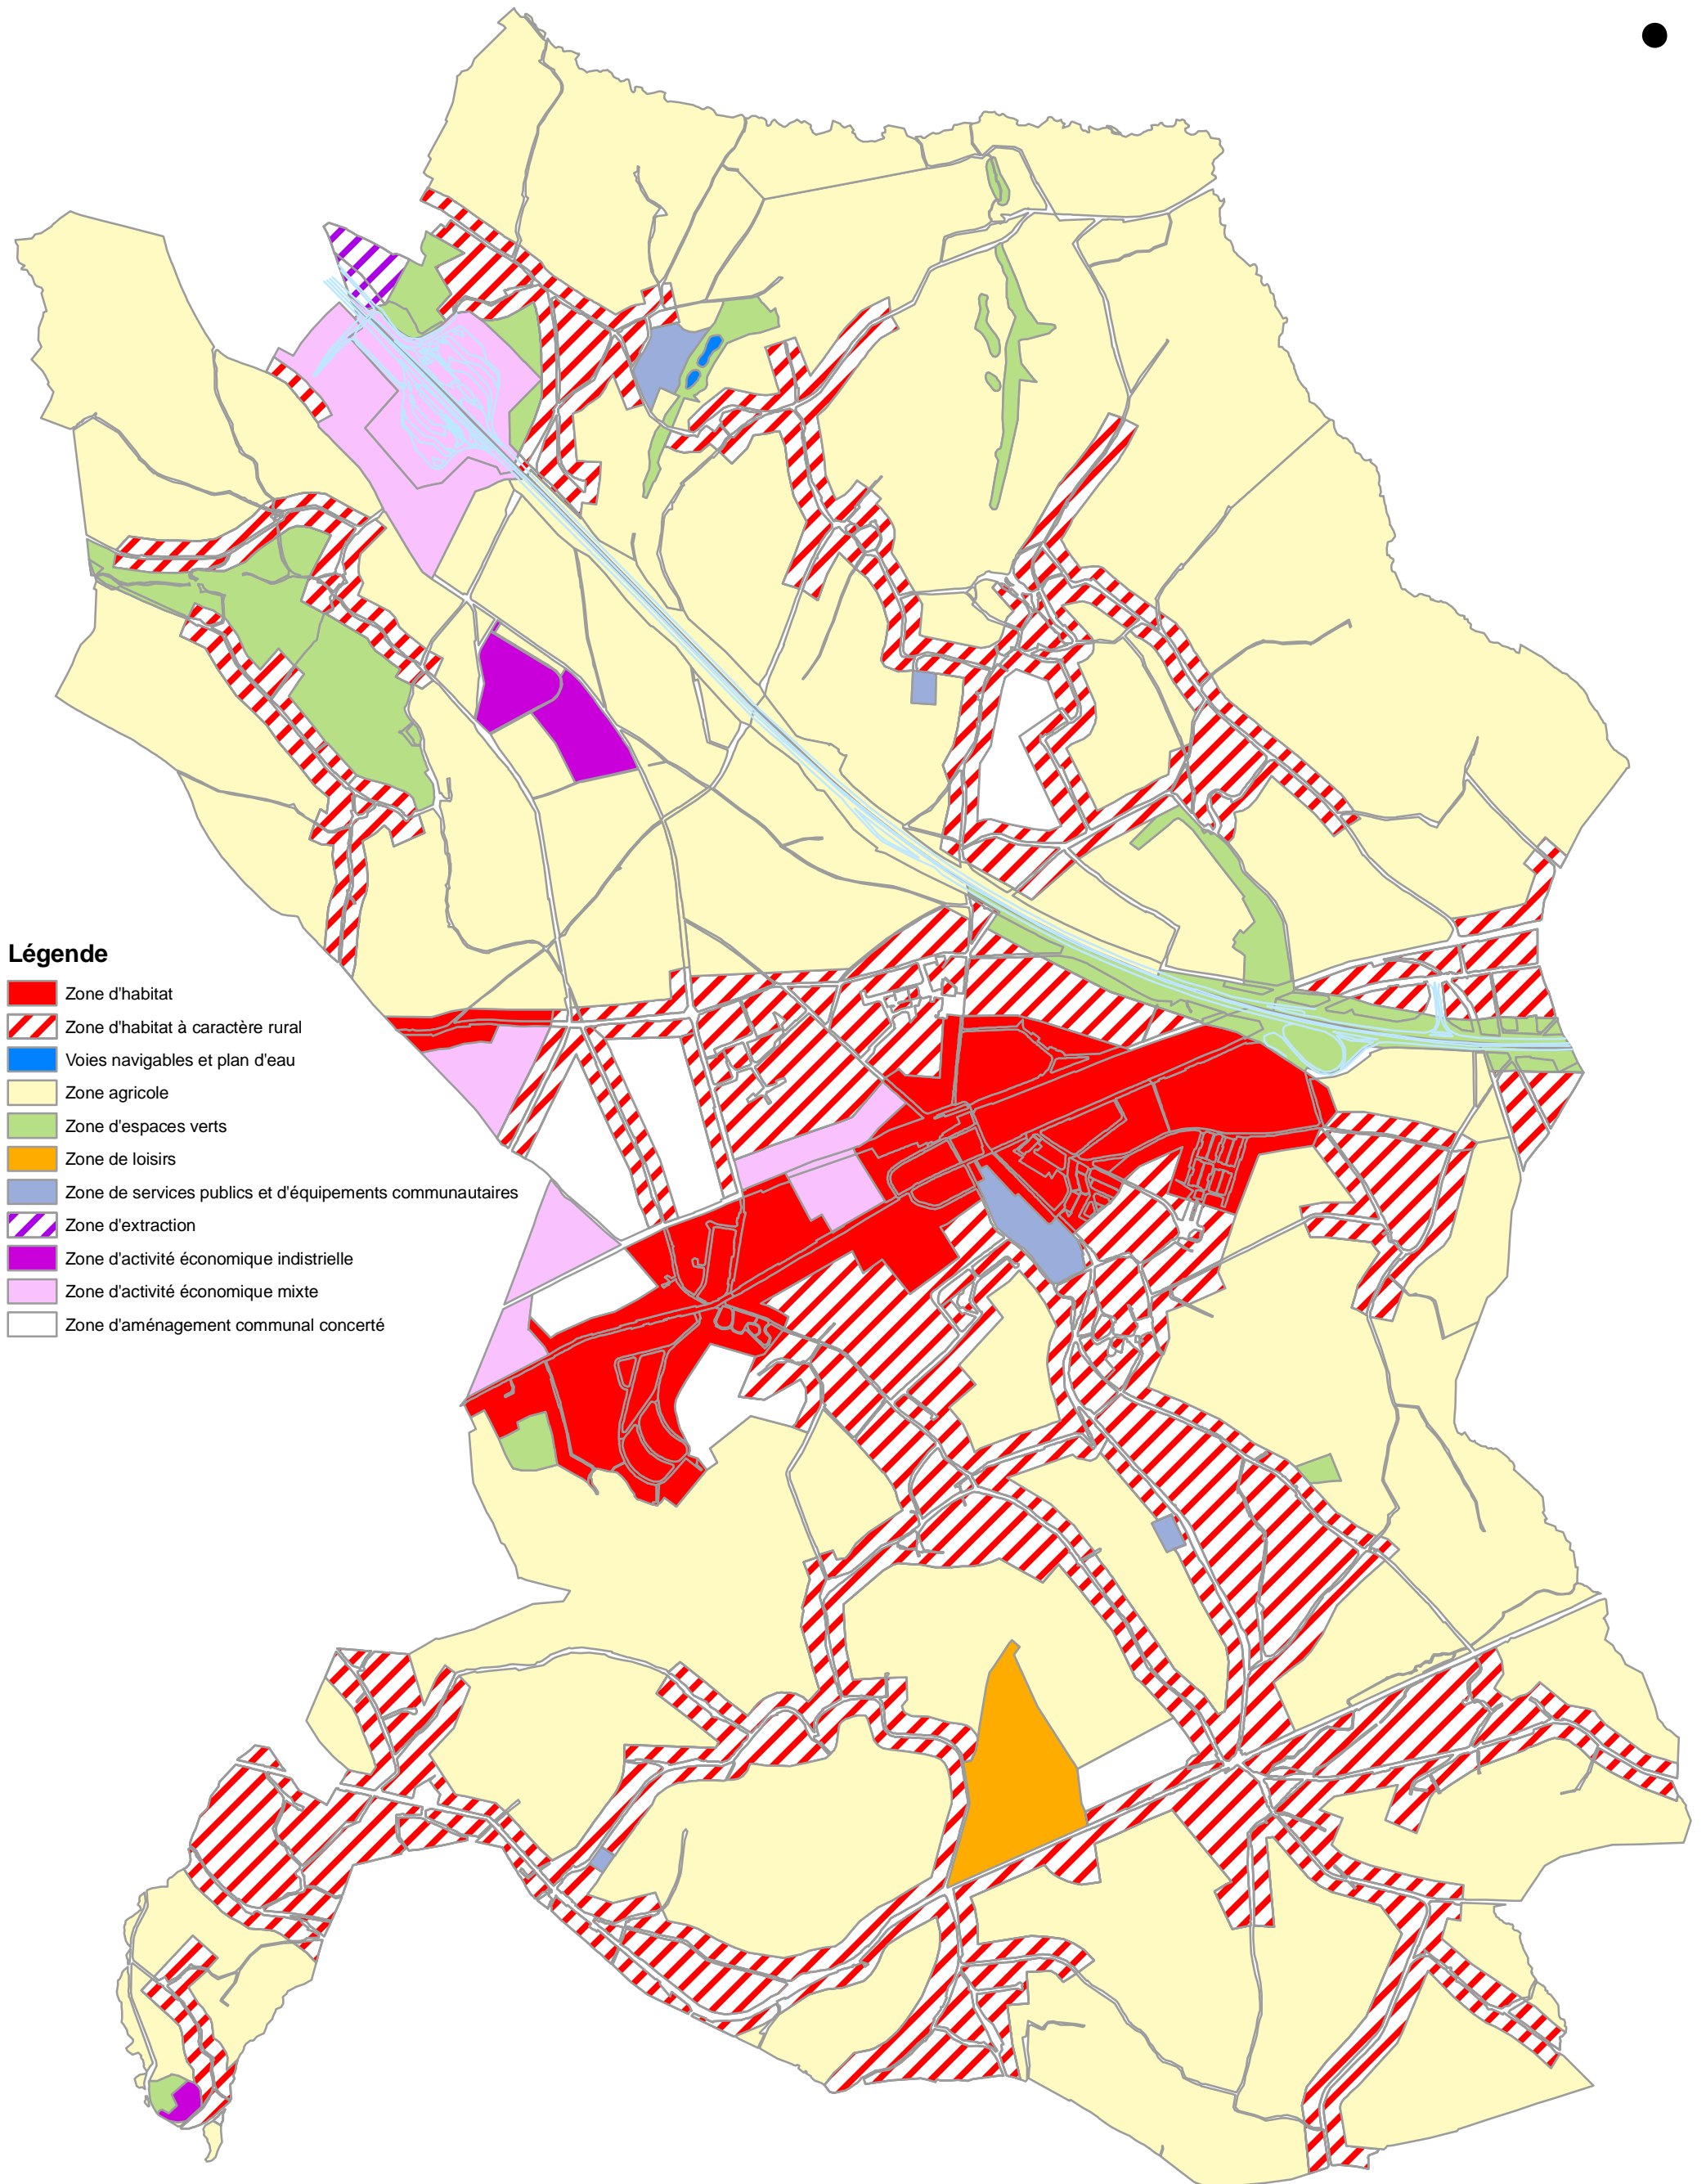 Légende
Zone d'habitat
Zone d'habitat à caractère rural
Voies navigables et plan d'eau
Zone agricole
Zone d'espaces verts
Zone de loisirs
Zone de services publics et d'équipements communautaires
Zone d'extraction
Zone d'activité économique indistrielle
Zone d'activité économique mixte
Zone d'aménagement communal concerté